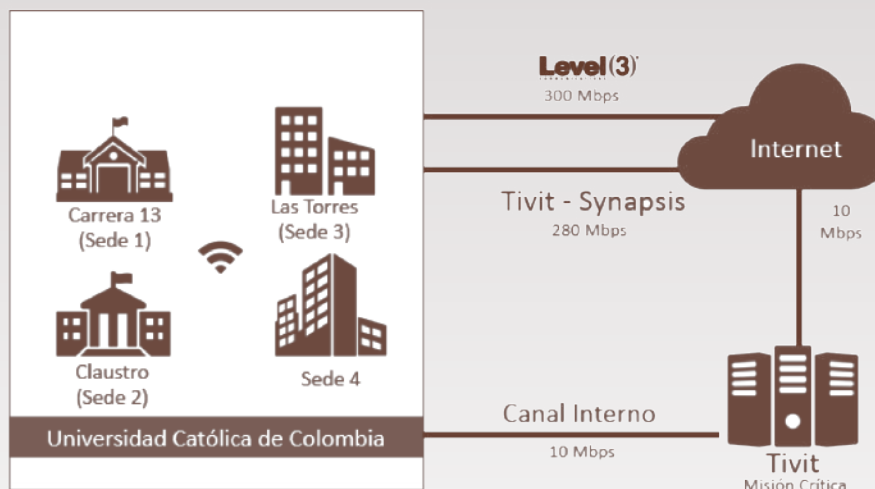 Level(3)
300 Mbps
Internet
Carrera 13
(Sede 1)
Las Torres
(Sede 3)
Tivit - Synapsis
280 Mbps
10
Mbps
Claustro
(Sede 2)
Sede 4
Canal Interno
10 Mbps
Universidad Católica de Colombia
Tivit
Misión Crítica